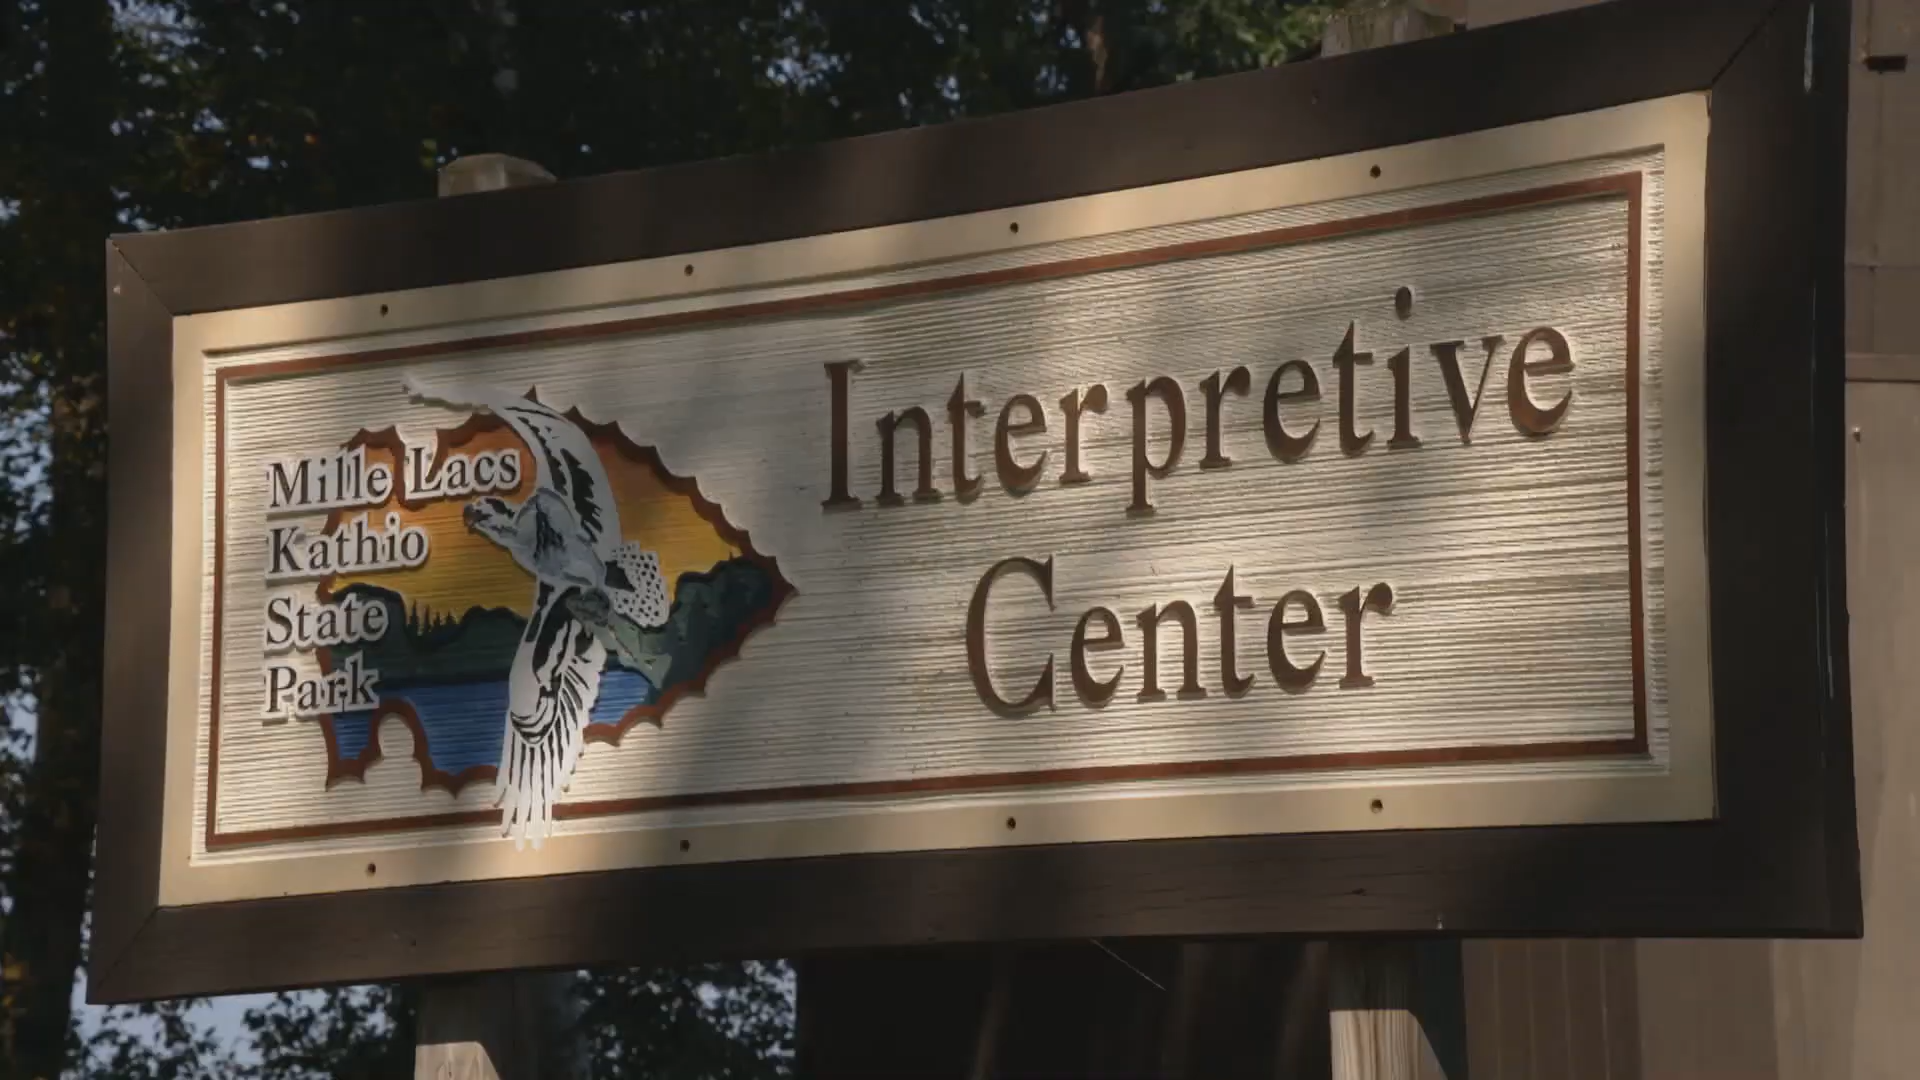 Mille Lacs
Kathio
State
Park
Interpretive
Center